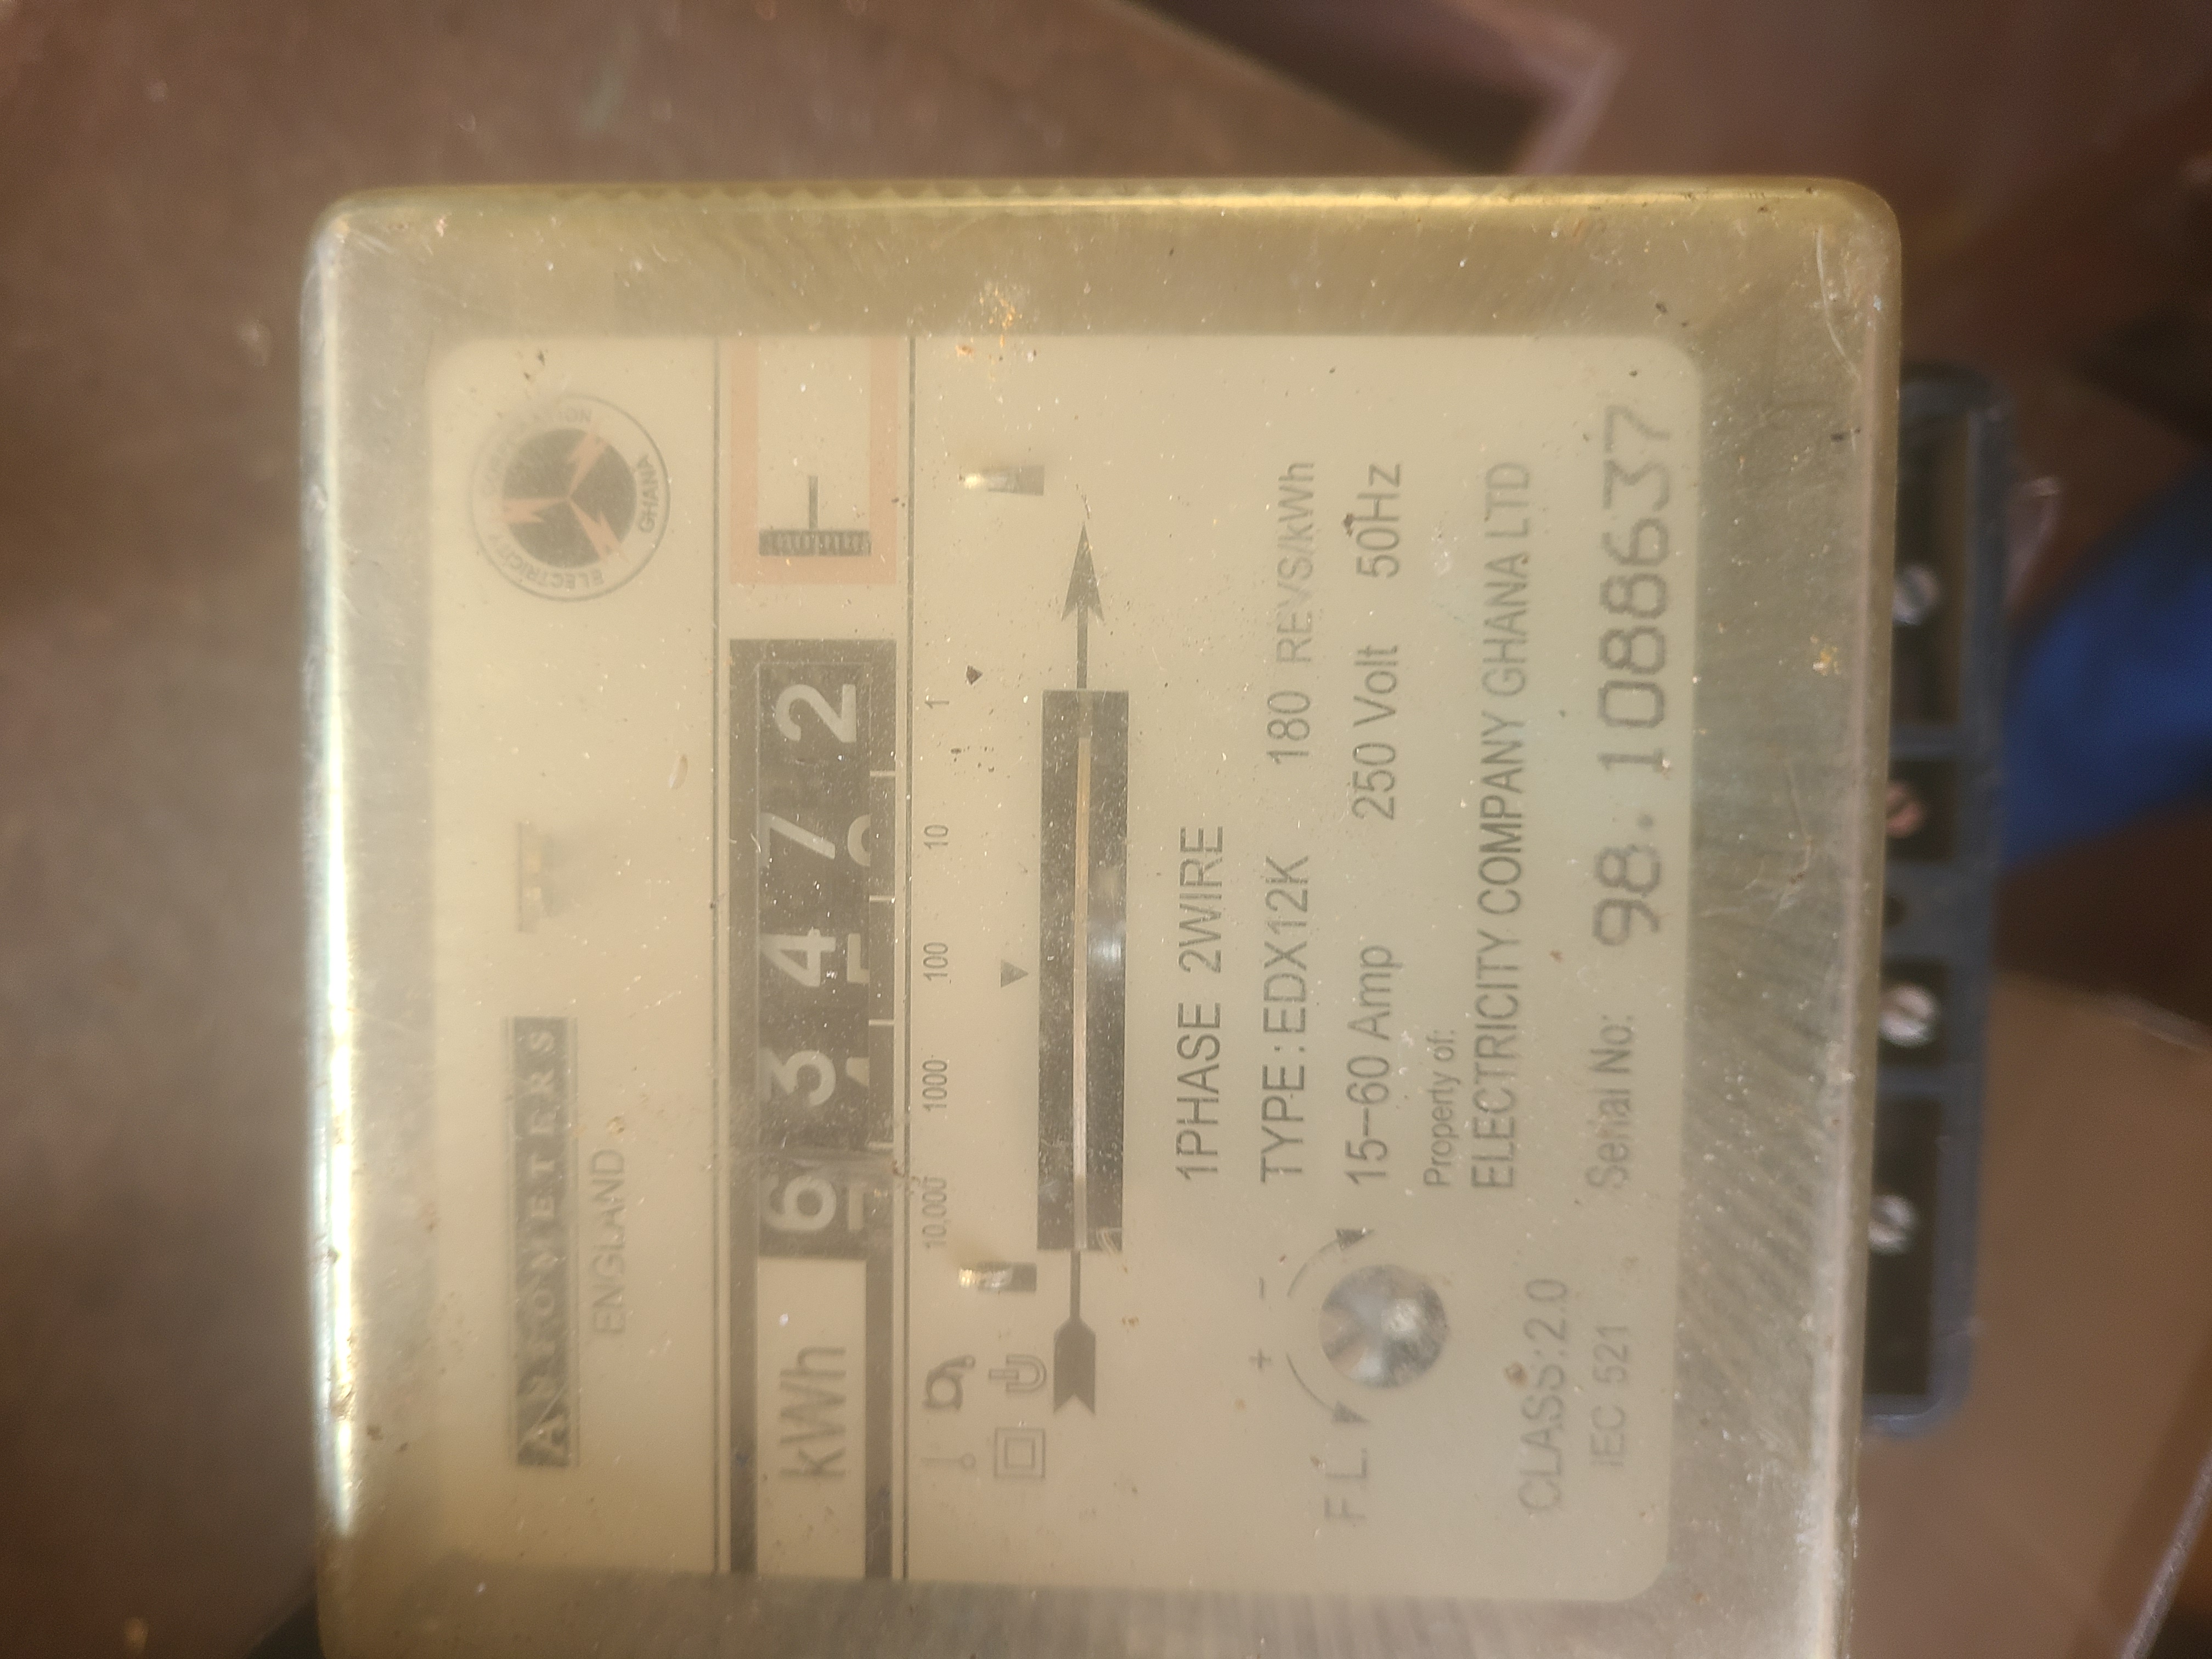 AUTOMETERS
ENGLAND
ELECTRICITY CORPORATION
GHANA
kWh 6 3 4 7 2
10,000 1000 100 10 1
1PHASE 2WIRE
TYPE:EDX12K 180 REVS/kWh
+ −
F.L.
15–60 Amp 250 Volt 50Hz
Property of:
ELECTRICITY COMPANY GHANA LTD
CLASS:2.0
IEC 521
Serial No: 98.1088637